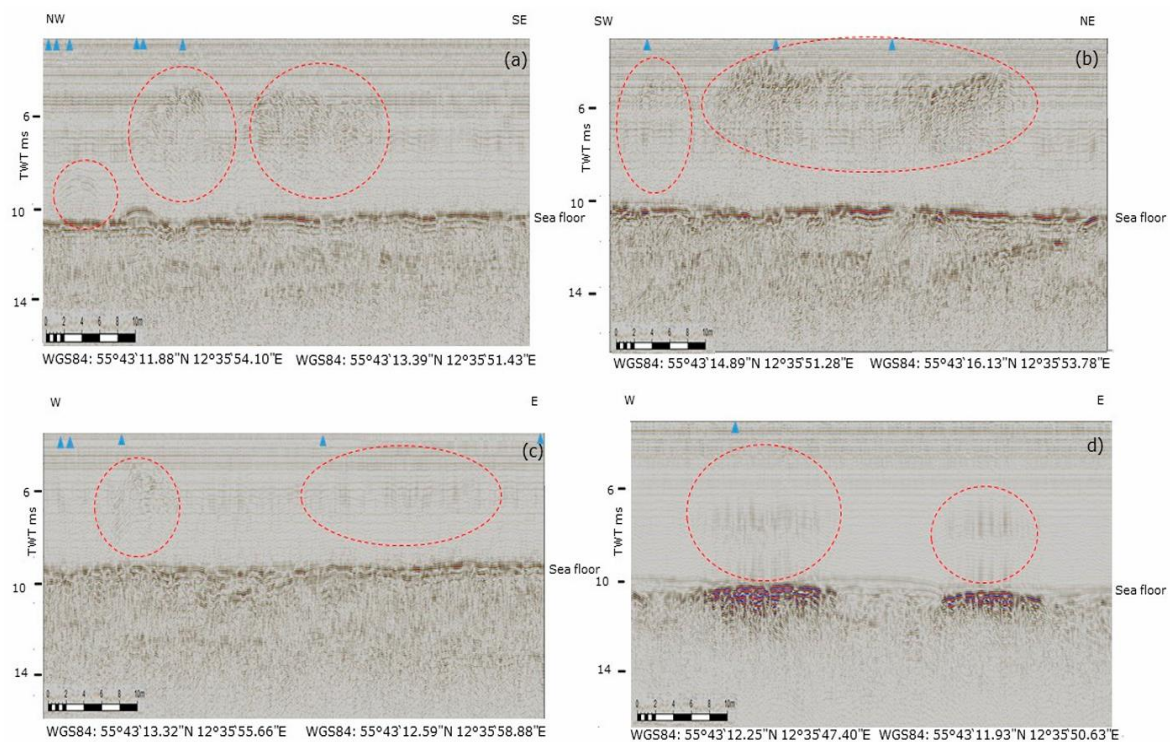 NW
SE
(a)
6
TWT ms
10
Sea floor
14
0 2 4 6 8 10m
WGS84: 55°43`11.88"N 12°35`54.10"E
WGS84: 55°43`13.39"N 12°35`51.43"E
SW
NE
(b)
6
TWT ms
10
Sea floor
14
0 2 4 6 8 10m
WGS84: 55°43`14.89"N 12°35`51.28"E
WGS84: 55°43`16.13"N 12°35`53.78"E
W
E
(c)
6
TWT ms
10
Sea floor
14
0 2 4 6 8 10m
WGS84: 55°43`13.32"N 12°35`55.66"E
WGS84: 55°43`12.59"N 12°35`58.88"E
W
E
d)
6
TWT ms
10
Sea floor
14
0 2 4 6 8 10m
WGS84: 55°43`12.25"N 12°35`47.40"E
WGS84: 55°43`11.93"N 12°35`50.63"E